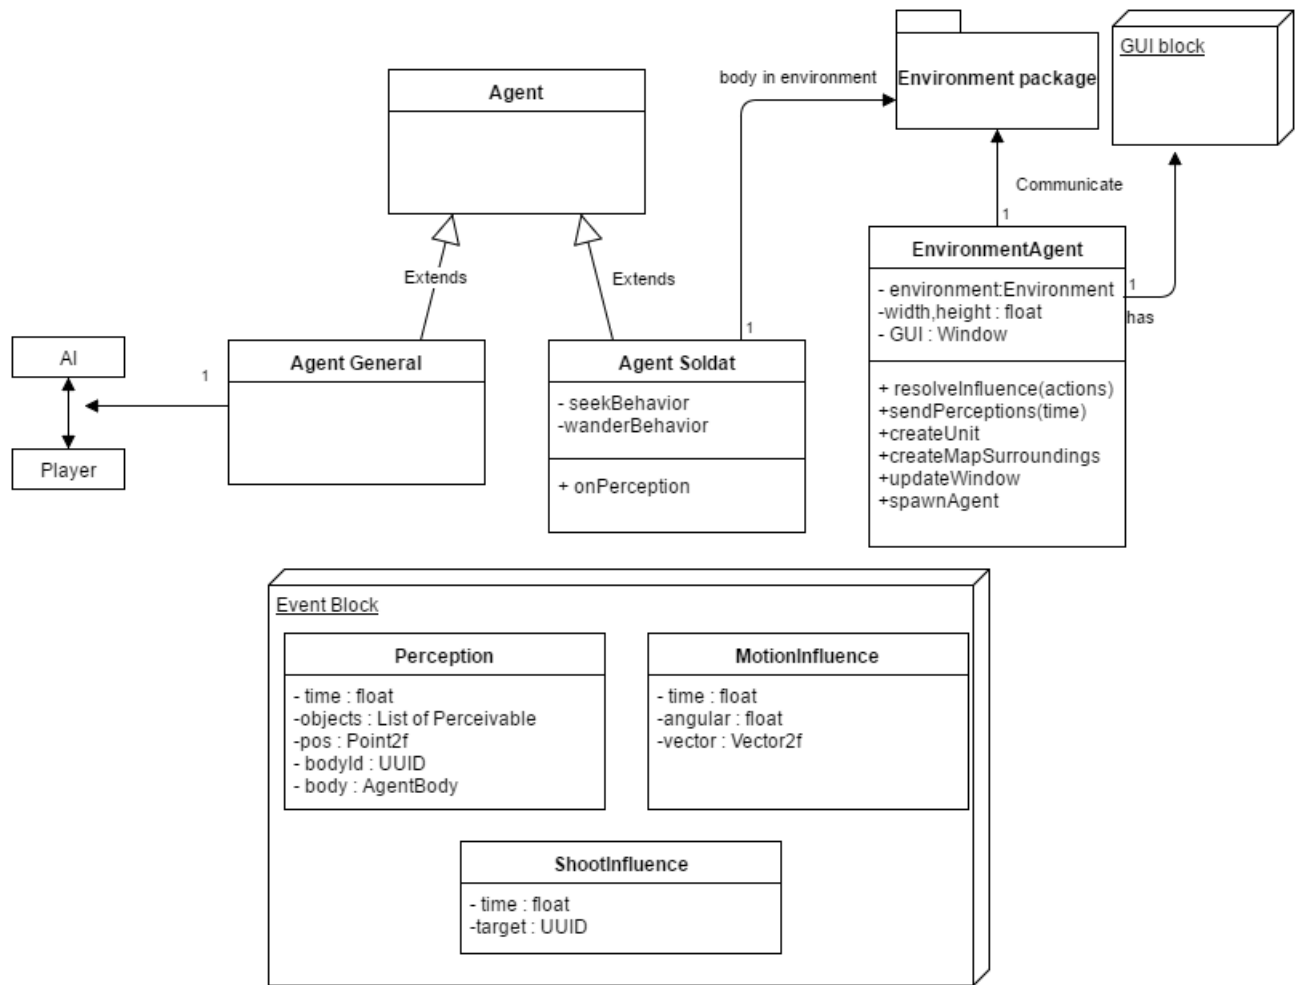 GUI block
Environment package
body in environment
Agent
Communicate
1
EnvironmentAgent
- environment:Environment
-width,height : float
- GUI : Window
1
has
+ resolveInfluence(actions)
+sendPerceptions(time)
+createUnit
+createMapSurroundings
+updateWindow
+spawnAgent
Extends
Extends
1
AI
Player
1
Agent General
Agent Soldat
- seekBehavior
-wanderBehavior
+ onPerception
Event Block
Perception
- time : float
-objects : List of Perceivable
-pos : Point2f
- bodyId : UUID
- body : AgentBody
MotionInfluence
- time : float
-angular : float
-vector : Vector2f
ShootInfluence
- time : float
-target : UUID